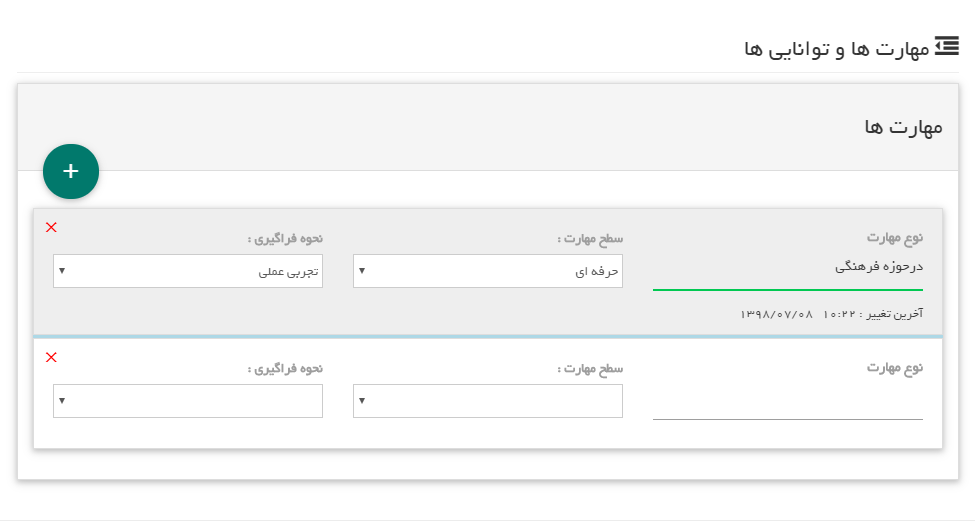 مهارت ها و توانایی ها
مهارت ها
+
نوع مهارت
درحوزه فرهنگی
سطح مهارت :
حرفه ای
نحوه فراگیری :
تجربی عملی
آخرین تغییر : ۱۰:۲۲ ۱۳۹۸/۰۷/۰۸
نوع مهارت
سطح مهارت :
نحوه فراگیری :